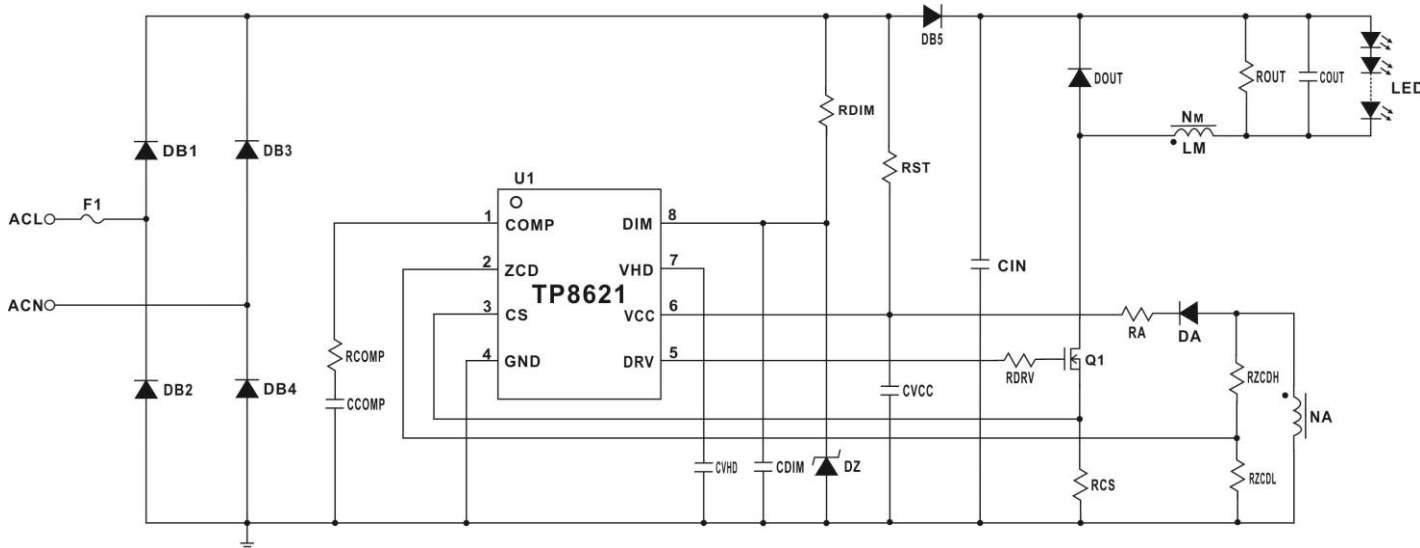 DB5
DOUT
ROUT
COUT
LED
RDIM
NM
LM
DB1
DB3
RST
U1
F1
ACL
1
COMP
DIM
8
2
ZCD
VHD
7
CIN
TP8621
ACN
3
CS
VCC
6
RA
DA
RCOMP
4
GND
DRV
5
RDRV
Q1
RZCDH
DB2
DB4
CCOMP
CVCC
NA
CVHD
CDIM
DZ
RCS
RZCDL